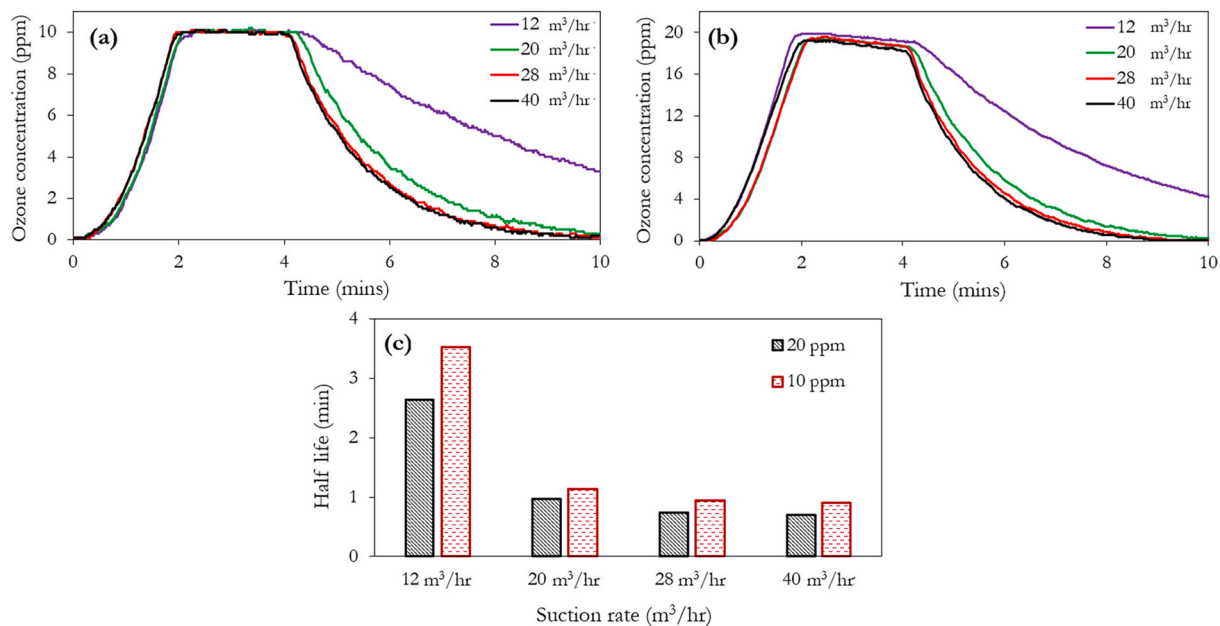 (a)
Ozone concentration (ppm)
10
8
6
4
2
0
0 2 4 6 8 10
Time (mins)
12 m³/hr
20 m³/hr
28 m³/hr
40 m³/hr
(b)
Ozone concentration (ppm)
20
16
12
8
4
0
0 2 4 6 8 10
Time (mins)
12 m³/hr
20 m³/hr
28 m³/hr
40 m³/hr
(c)
Half life (min)
4
3
2
1
0
20 ppm
10 ppm
12 m³/hr 20 m³/hr 28 m³/hr 40 m³/hr
Suction rate (m³/hr)